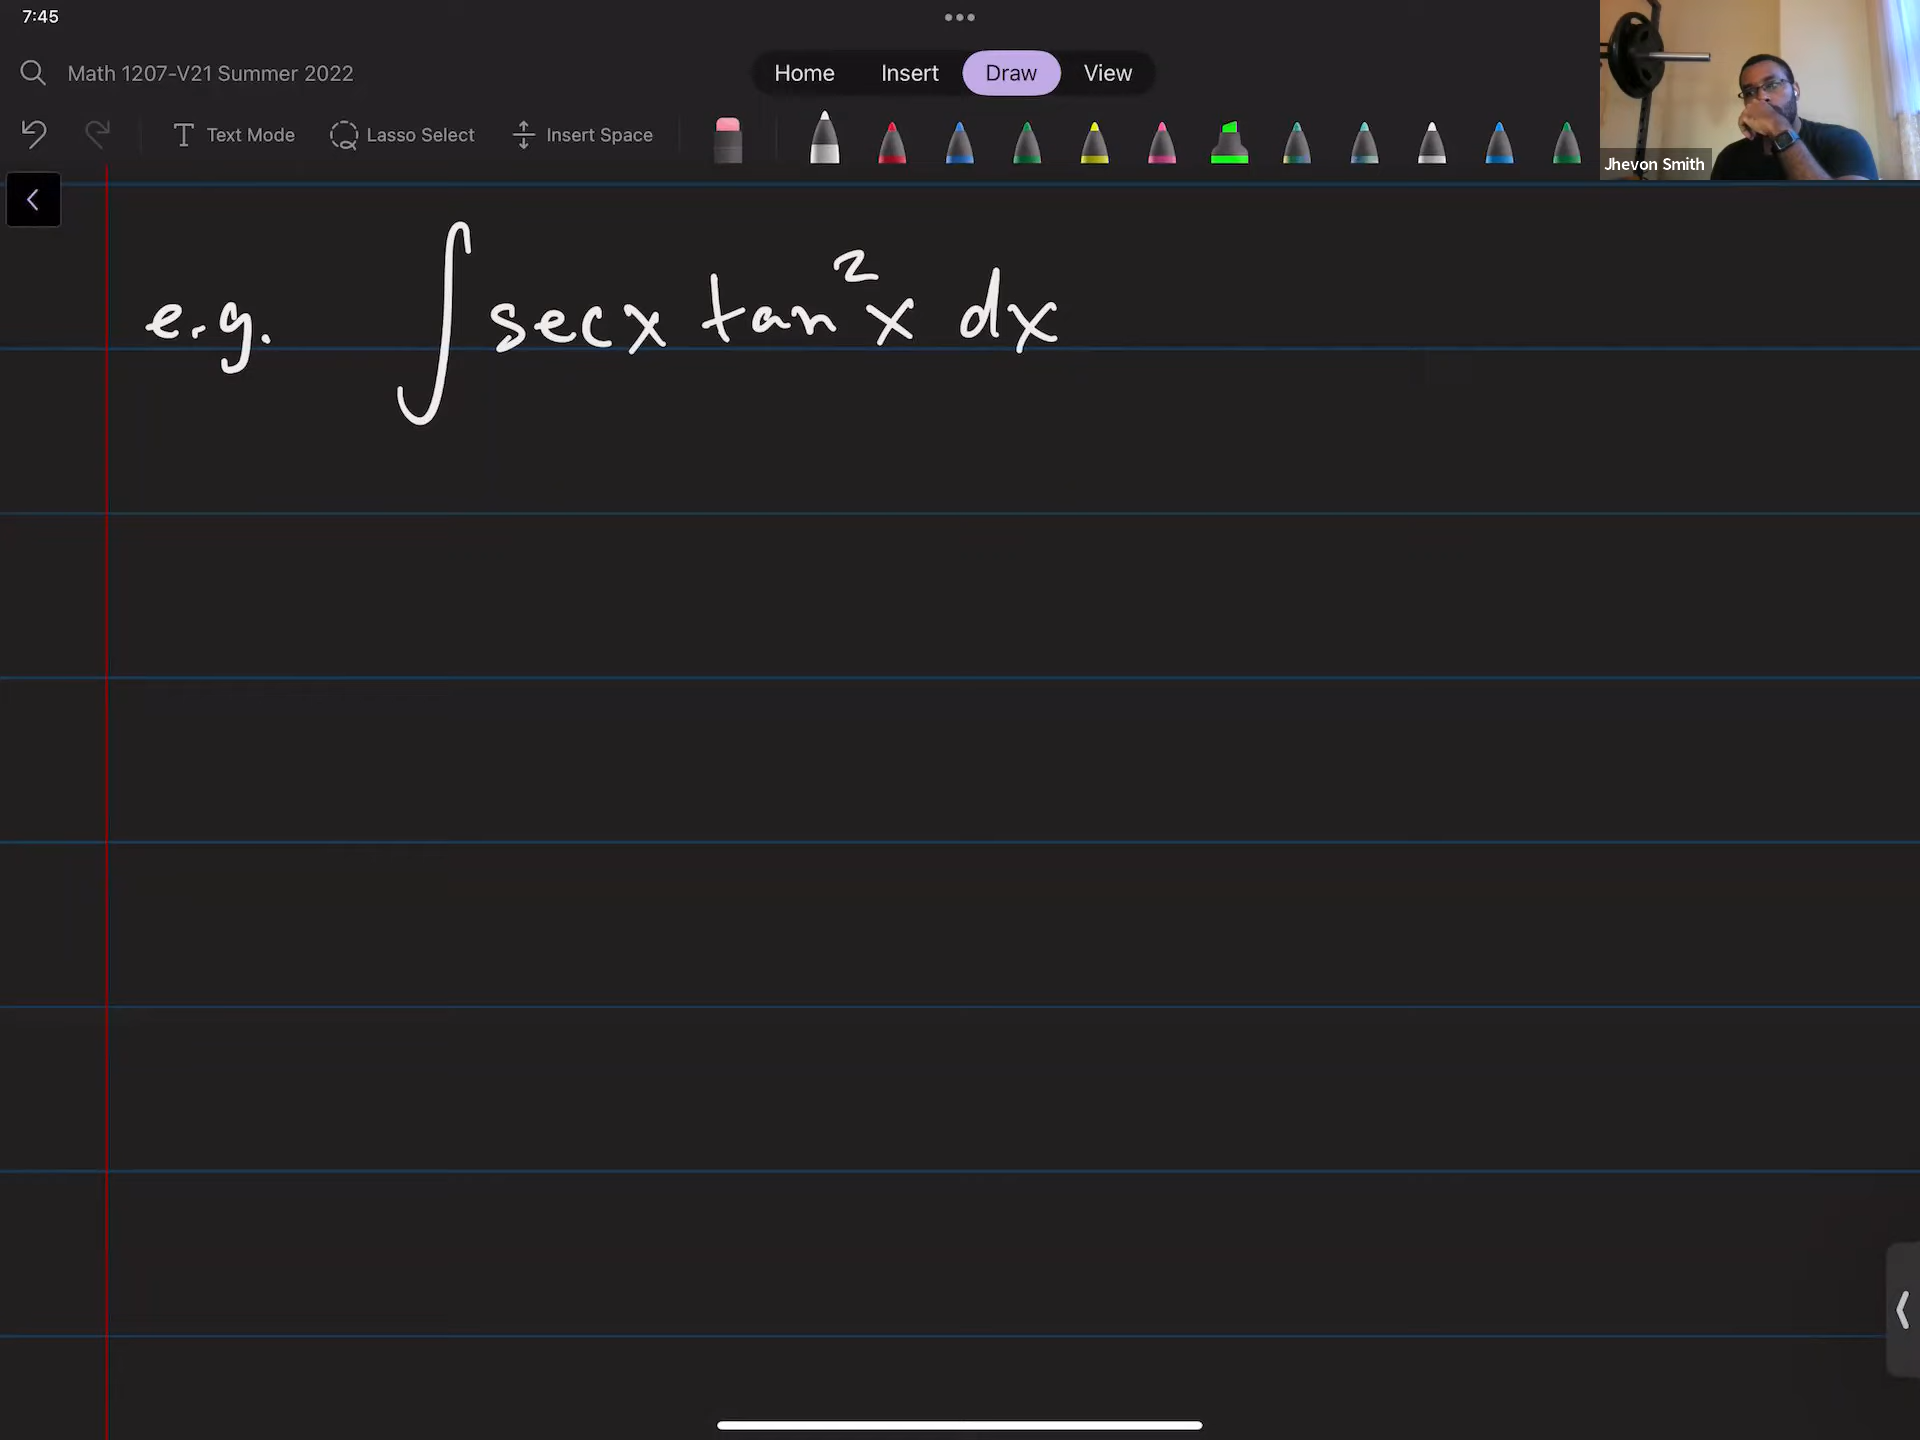 7:45
Math 1207-V21 Summer 2022
Home Insert Draw View
Text Mode Lasso Select Insert Space
Jhevon Smith
e.g. ∫ sec x tan² x dx